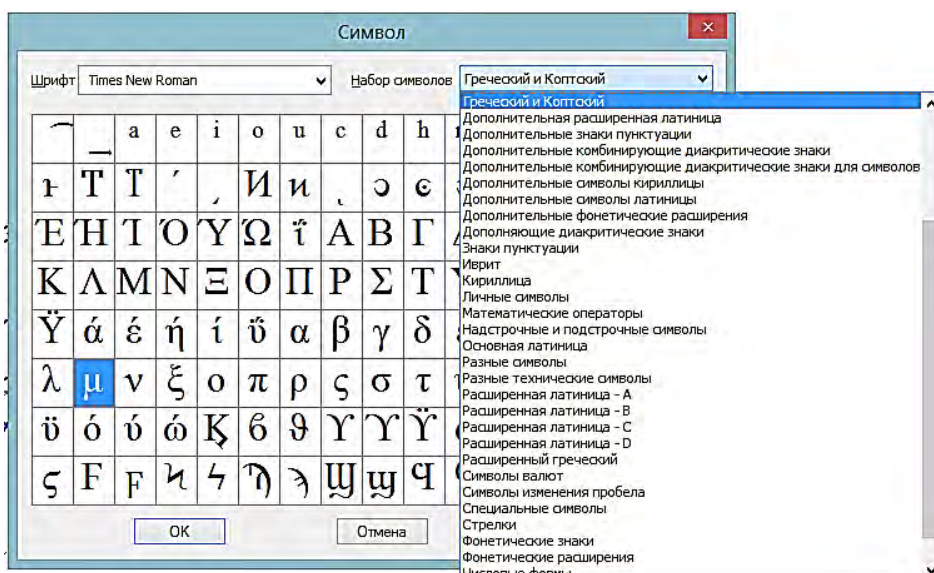 Символ
Шрифт Times New Roman Набор символов Греческий и Коптский
Греческий и Коптский
Дополнительная расширенная латиница
Дополнительные знаки пунктуации
Дополнительные комбинирующие диакритические знаки
Дополнительные комбинирующие диакритические знаки для символов
Дополнительные символы кириллицы
Дополнительные символы латиницы
Дополнительные фонетические расширения
Дополняющие диакритические знаки
Знаки пунктуации
Иврит
Кириллица
Личные символы
Математические операторы
Надстрочные и подстрочные символы
Основная латиница
Разные символы
Разные технические символы
Расширенная латиница - A
Расширенная латиница - B
Расширенная латиница - C
Расширенная латиница - D
Расширенный греческий
Символы валют
Символы изменения пробела
Специальные символы
Стрелки
Фонетические знаки
Фонетические расширения
Числовые формы
a e i o u c d h
Ͱ Ͳ ͳ ʹ ͵ Ͷ ͷ ͺ ͻ ͼ
Έ Ή Ί Ό Ύ Ώ ΐ Α Β Γ
Κ Λ Μ Ν Ξ Ο Π Ρ Σ Τ
Ϋ ά έ ή ί ΰ α β γ δ
λ μ ν ξ ο π ρ ς σ τ
ϋ ό ύ ώ Ϗ ϐ ϑ ϒ ϓ ϔ
ϛ Ϝ ϝ Ϟ ϟ Ϡ ϡ Ϣ ϣ Ϥ
OK Отмена